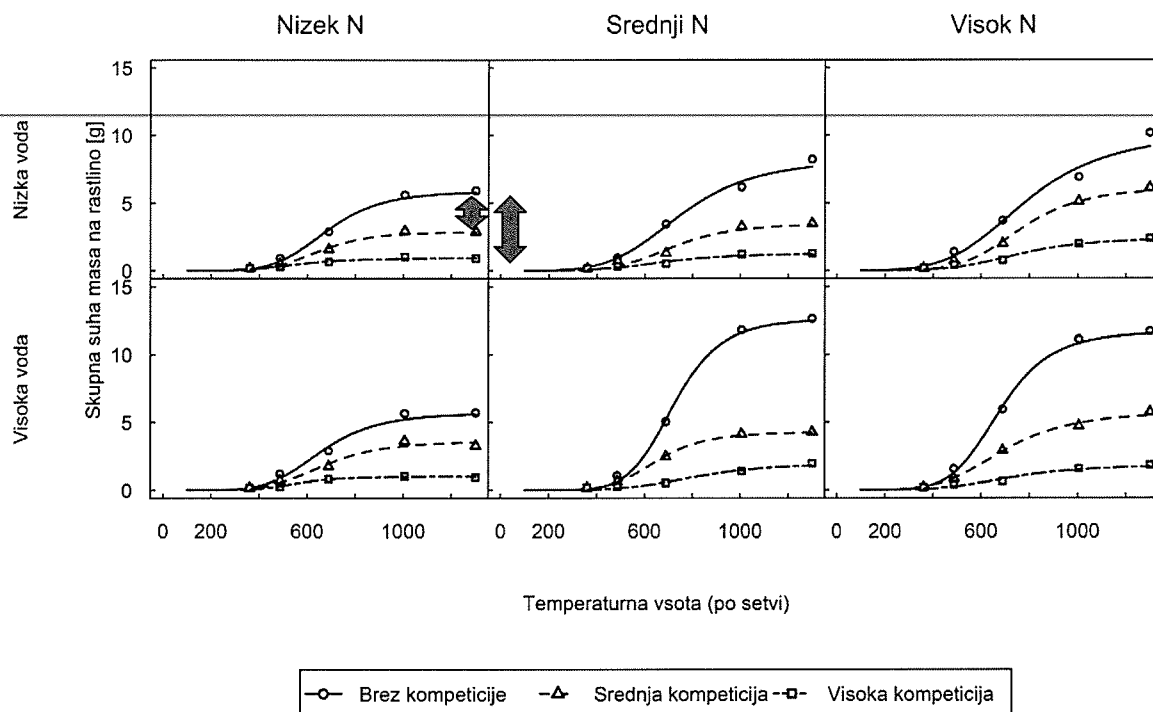 Nizek N Srednji N Visok N
Nizka voda
Visoka voda
Skupna suha masa na rastlino [g]
15
10
5
0
15
10
5
0
0 200 600 1000 0 200 600 1000 0 200 600 1000
Temperaturna vsota (po setvi)
Brez kompeticije Srednja kompeticija Visoka kompeticija